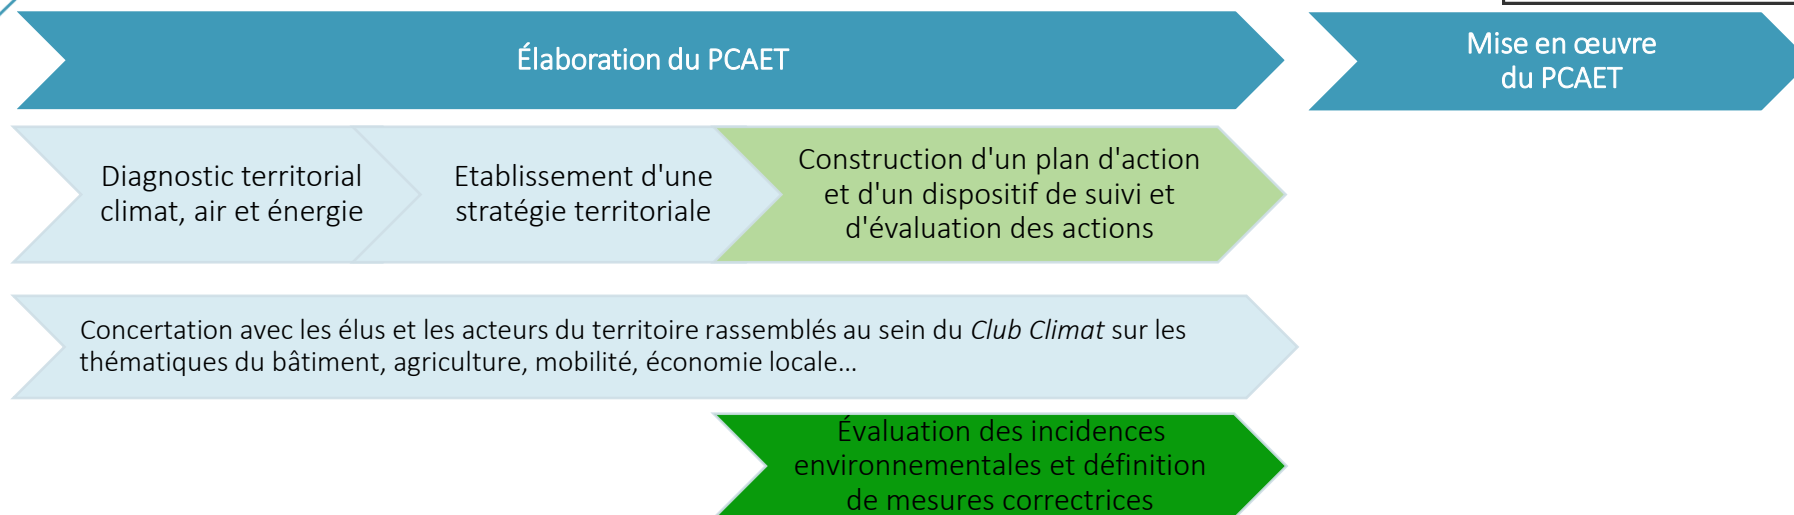 Élaboration du PCAET
Mise en œuvre
du PCAET
Diagnostic territorial
climat, air et énergie
Etablissement d'une
stratégie territoriale
Construction d'un plan d'action
et d'un dispositif de suivi et
d'évaluation des actions
Concertation avec les élus et les acteurs du territoire rassemblés au sein du Club Climat sur les
thématiques du bâtiment, agriculture, mobilité, économie locale...
Évaluation des incidences
environnementales et définition
de mesures correctrices